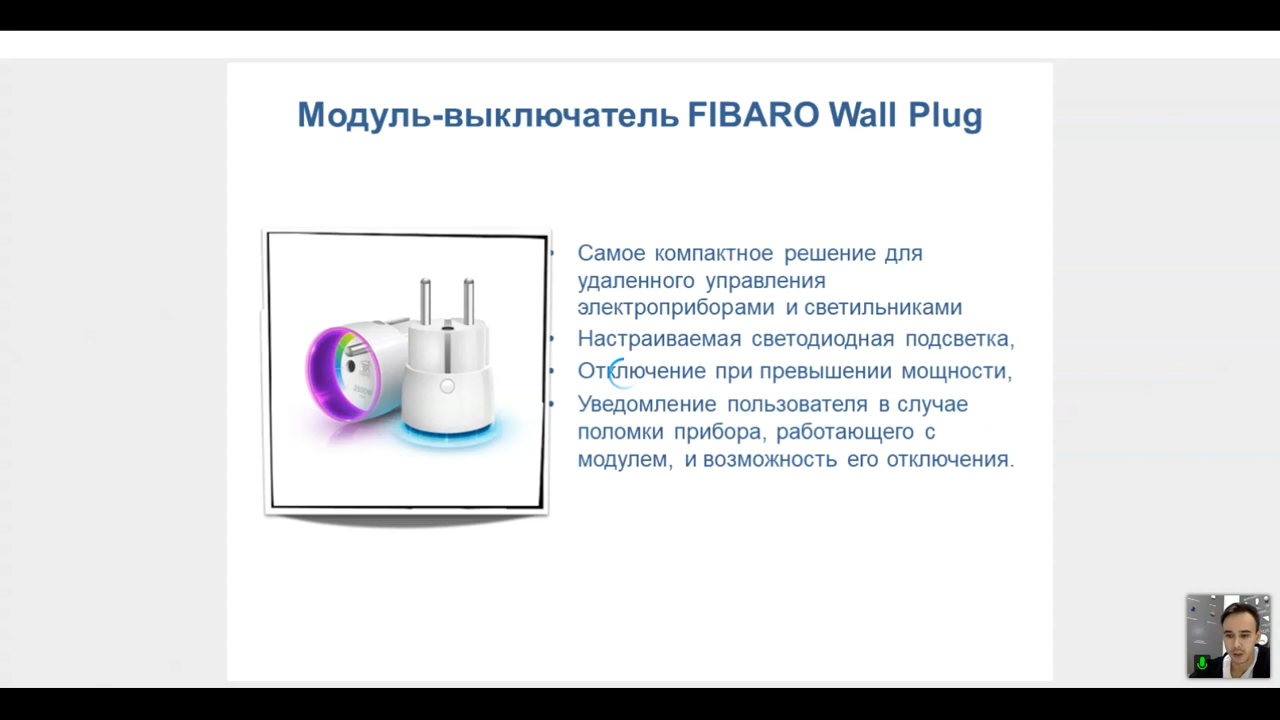 Модуль-выключатель FIBARO Wall Plug
Самое компактное решение для
удаленного управления
электроприборами и светильниками
Настраиваемая светодиодная подсветка,
Отключение при превышении мощности,
Уведомление пользователя в случае
поломки прибора, работающего с
модулем, и возможность его отключения.